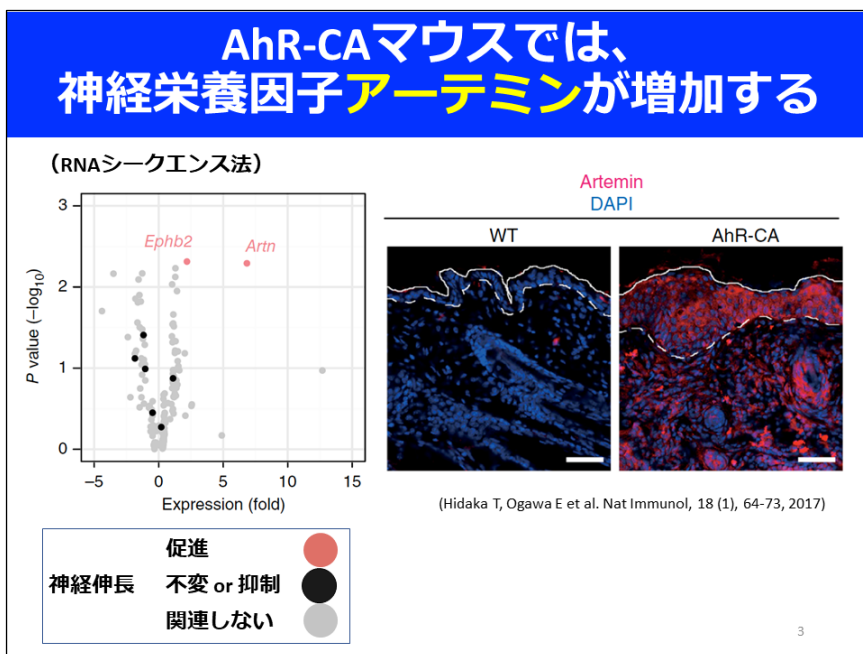 AhR-CAマウスでは、
神経栄養因子アーテミンが増加する
（RNAシークエンス法）
3
2
1
0
P value (−log10)
Ephb2
Artn
−5
0
5
10
15
Expression (fold)
Artemin
DAPI
WT
AhR-CA
(Hidaka T, Ogawa E et al. Nat Immunol, 18 (1), 64-73, 2017)
促進
神経伸長 不変 or 抑制
関連しない
3